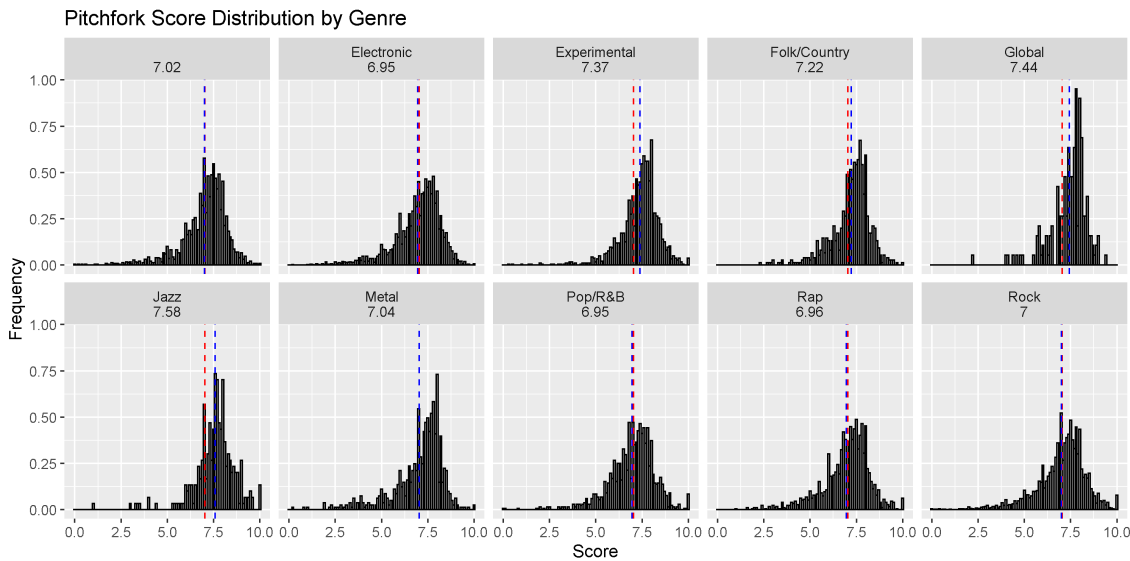 Pitchfork Score Distribution by Genre
7.02
Electronic
6.95
Experimental
7.37
Folk/Country
7.22
Global
7.44
1.00
0.75
0.50
0.25
0.00
Jazz
7.58
Metal
7.04
Pop/R&B
6.95
Rap
6.96
Rock
7
1.00
0.75
0.50
0.25
0.00
Frequency
0.0 2.5 5.0 7.5 10.0 0.0 2.5 5.0 7.5 10.0 0.0 2.5 5.0 7.5 10.0 0.0 2.5 5.0 7.5 10.0 0.0 2.5 5.0 7.5 10.0
Score